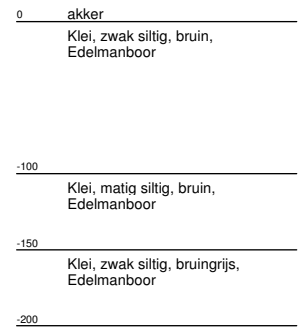 0 akker
Klei, zwak siltig, bruin,
Edelmanboor
-100
Klei, matig siltig, bruin,
Edelmanboor
-150
Klei, zwak siltig, bruingrijs,
Edelmanboor
-200